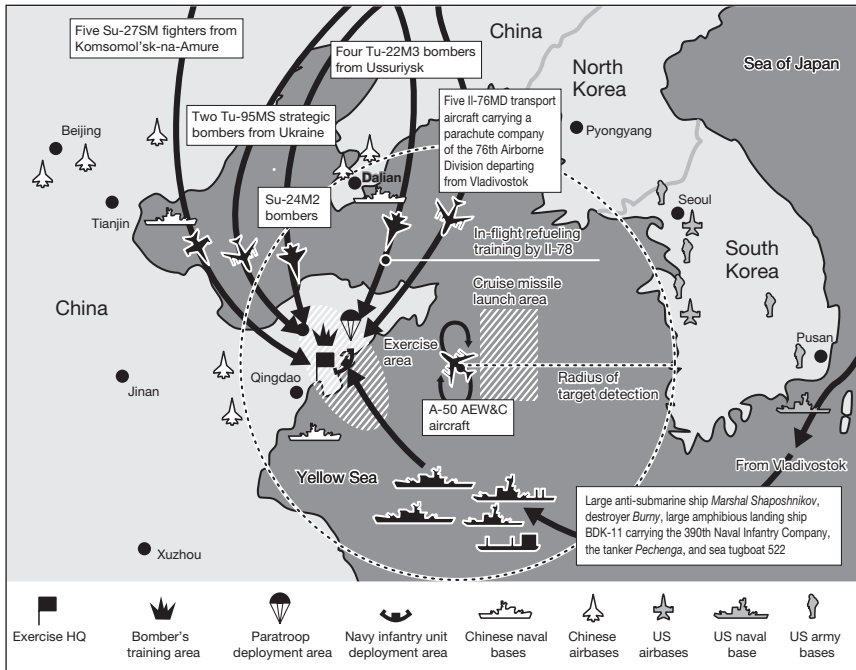 Five Su-27SM fighters from
Komsomol'sk-na-Amure
China
Four Tu-22M3 bombers
from Ussuriysk
Sea of Japan
North
Korea
Two Tu-95MS strategic
bombers from Ukraine
Five Il-76MD transport
aircraft carrying a
parachute company
of the 76th Airborne
Division departing
from Vladivostok
Beijing
Pyongyang
Dalian
Su-24M2
bombers
Tianjin
Seoul
In-flight refueling
training by Il-78
South
Korea
Cruise missile
launch area
China
Exercise
area
Pusan
Jinan
Qingdao
Radius of
target detection
A-50 AEW&C
aircraft
From Vladivostok
Yellow Sea
Large anti-submarine ship Marshal Shaposhnikov,
destroyer Burny, large amphibious landing ship
BDK-11 carrying the 390th Naval Infantry Company,
the tanker Pechenga, and sea tugboat 522
Xuzhou
Exercise HQ
Bomber's
training area
Paratroop
deployment area
Navy infantry unit
deployment area
Chinese naval
bases
Chinese
airbases
US
airbases
US naval
base
US army
bases